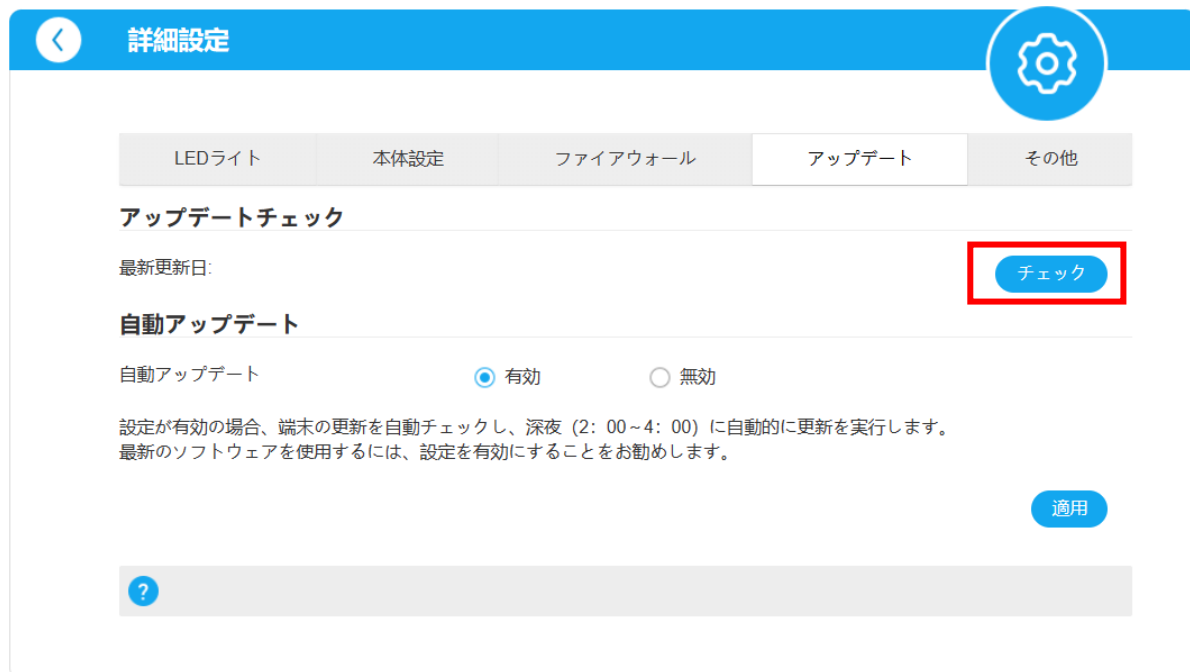 詳細設定
LEDライト 本体設定 ファイアウォール アップデート その他
アップデートチェック
最新更新日:
チェック
自動アップデート
自動アップデート 有効 無効
設定が有効の場合、端末の更新を自動チェックし、深夜（2：00~4：00）に自動的に更新を実行します。
最新のソフトウェアを使用するには、設定を有効にすることをお勧めします。
適用
?